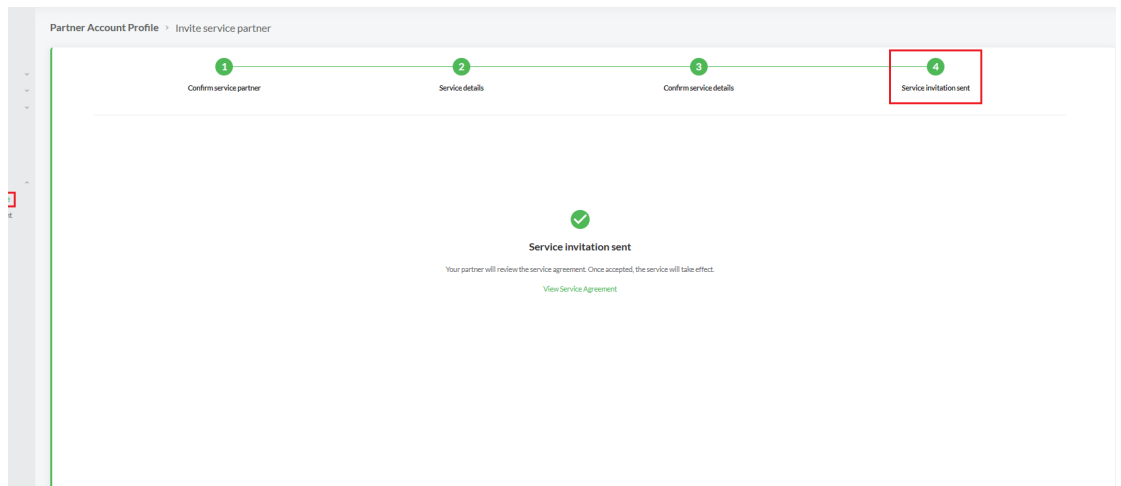 Partner Account Profile > Invite service partner
1
2
3
4
Confirm service partner
Service details
Confirm service details
Service invitation sent
Service invitation sent
Your partner will review the service agreement. Once accepted, the service will take effect.
View Service Agreement